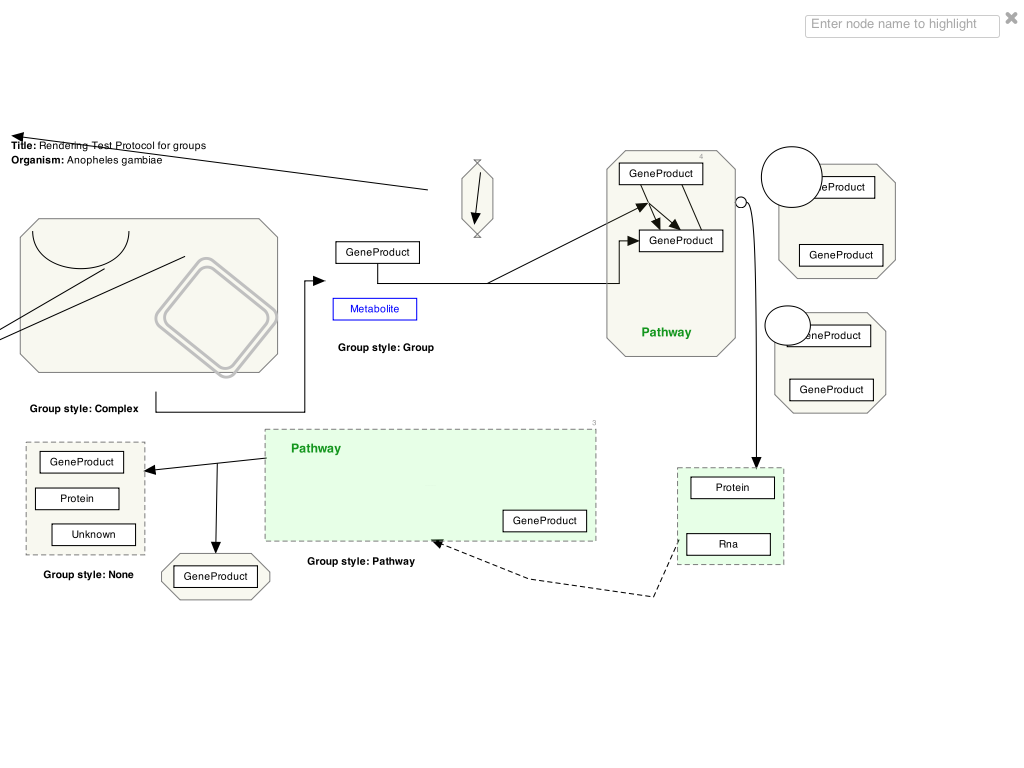 Enter node name to highlight
Title: Rendering Test Protocol for groups
Organism: Anopheles gambiae
4
GeneProduct
eProduct
GeneProduct
GeneProduct
GeneProduct
Metabolite
Pathway
eneProduct
Group style: Group
GeneProduct
Group style: Complex
3
Pathway
GeneProduct
Protein
Protein
GeneProduct
Unknown
Rna
Group style: Pathway
Group style: None
GeneProduct